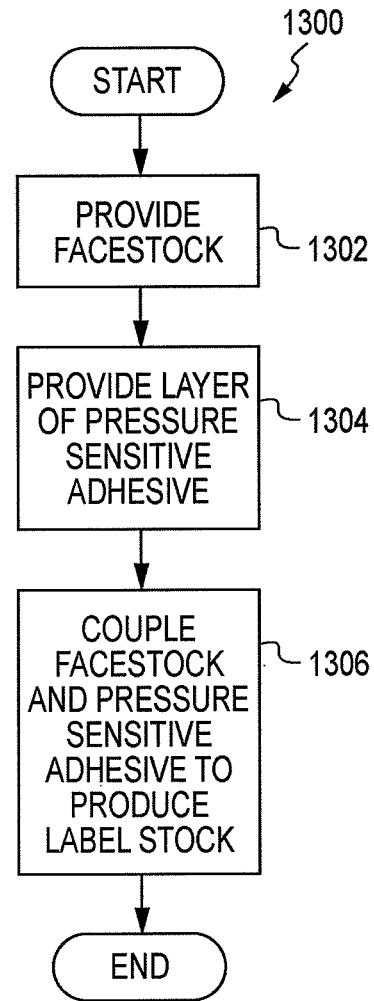 1300
START
PROVIDE
FACESTOCK
1302
PROVIDE LAYER
OF PRESSURE
SENSITIVE
ADHESIVE
1304
COUPLE
FACESTOCK
AND PRESSURE
SENSITIVE
ADHESIVE TO
PRODUCE
LABEL STOCK
1306
END